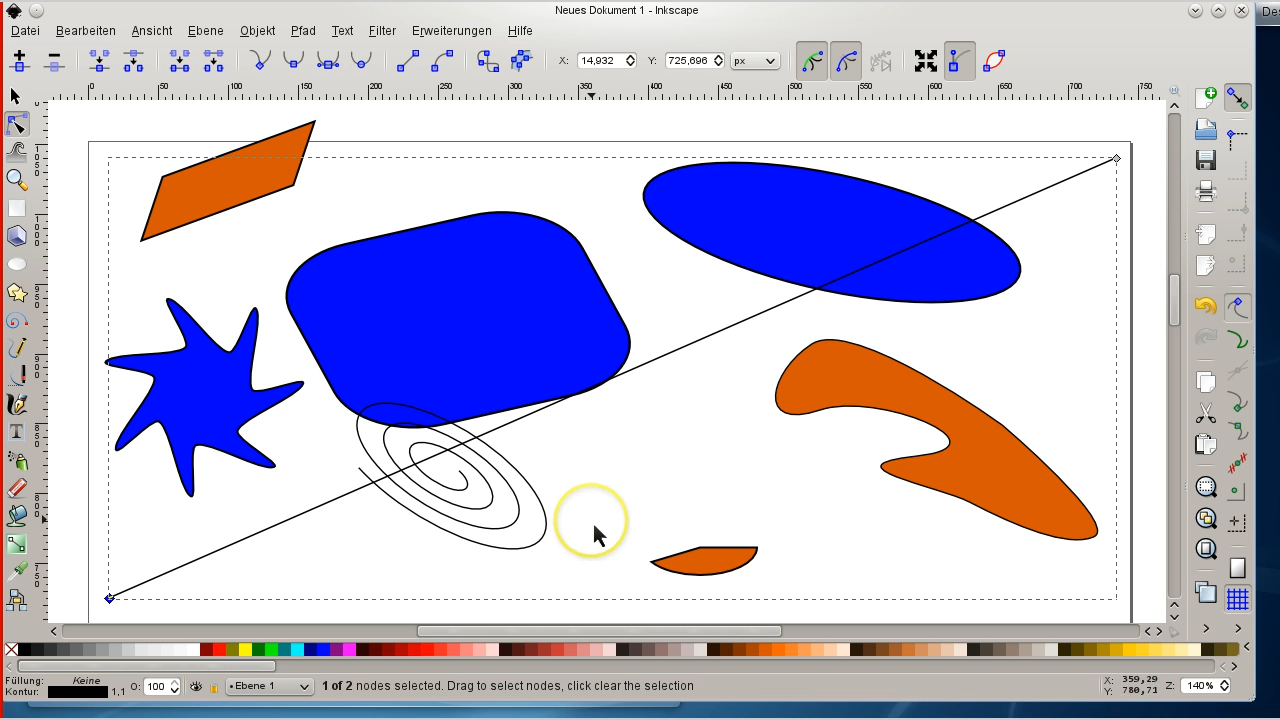 Neues Dokument 1 - Inkscape
Des
Datei Bearbeiten Ansicht Ebene Objekt Pfad Text Filter Erweiterungen Hilfe
X: 14,932 Y: 725,696 px
0 50 100 150 200 250 300 350 400 450 500 550 600 650 700 750
Füllung: Keine
Kontur: 1,1 O: 100 •Ebene 1 1 of 2 nodes selected. Drag to select nodes, click clear the selection
X: 359,29
Y: 780,71
Z: 140%